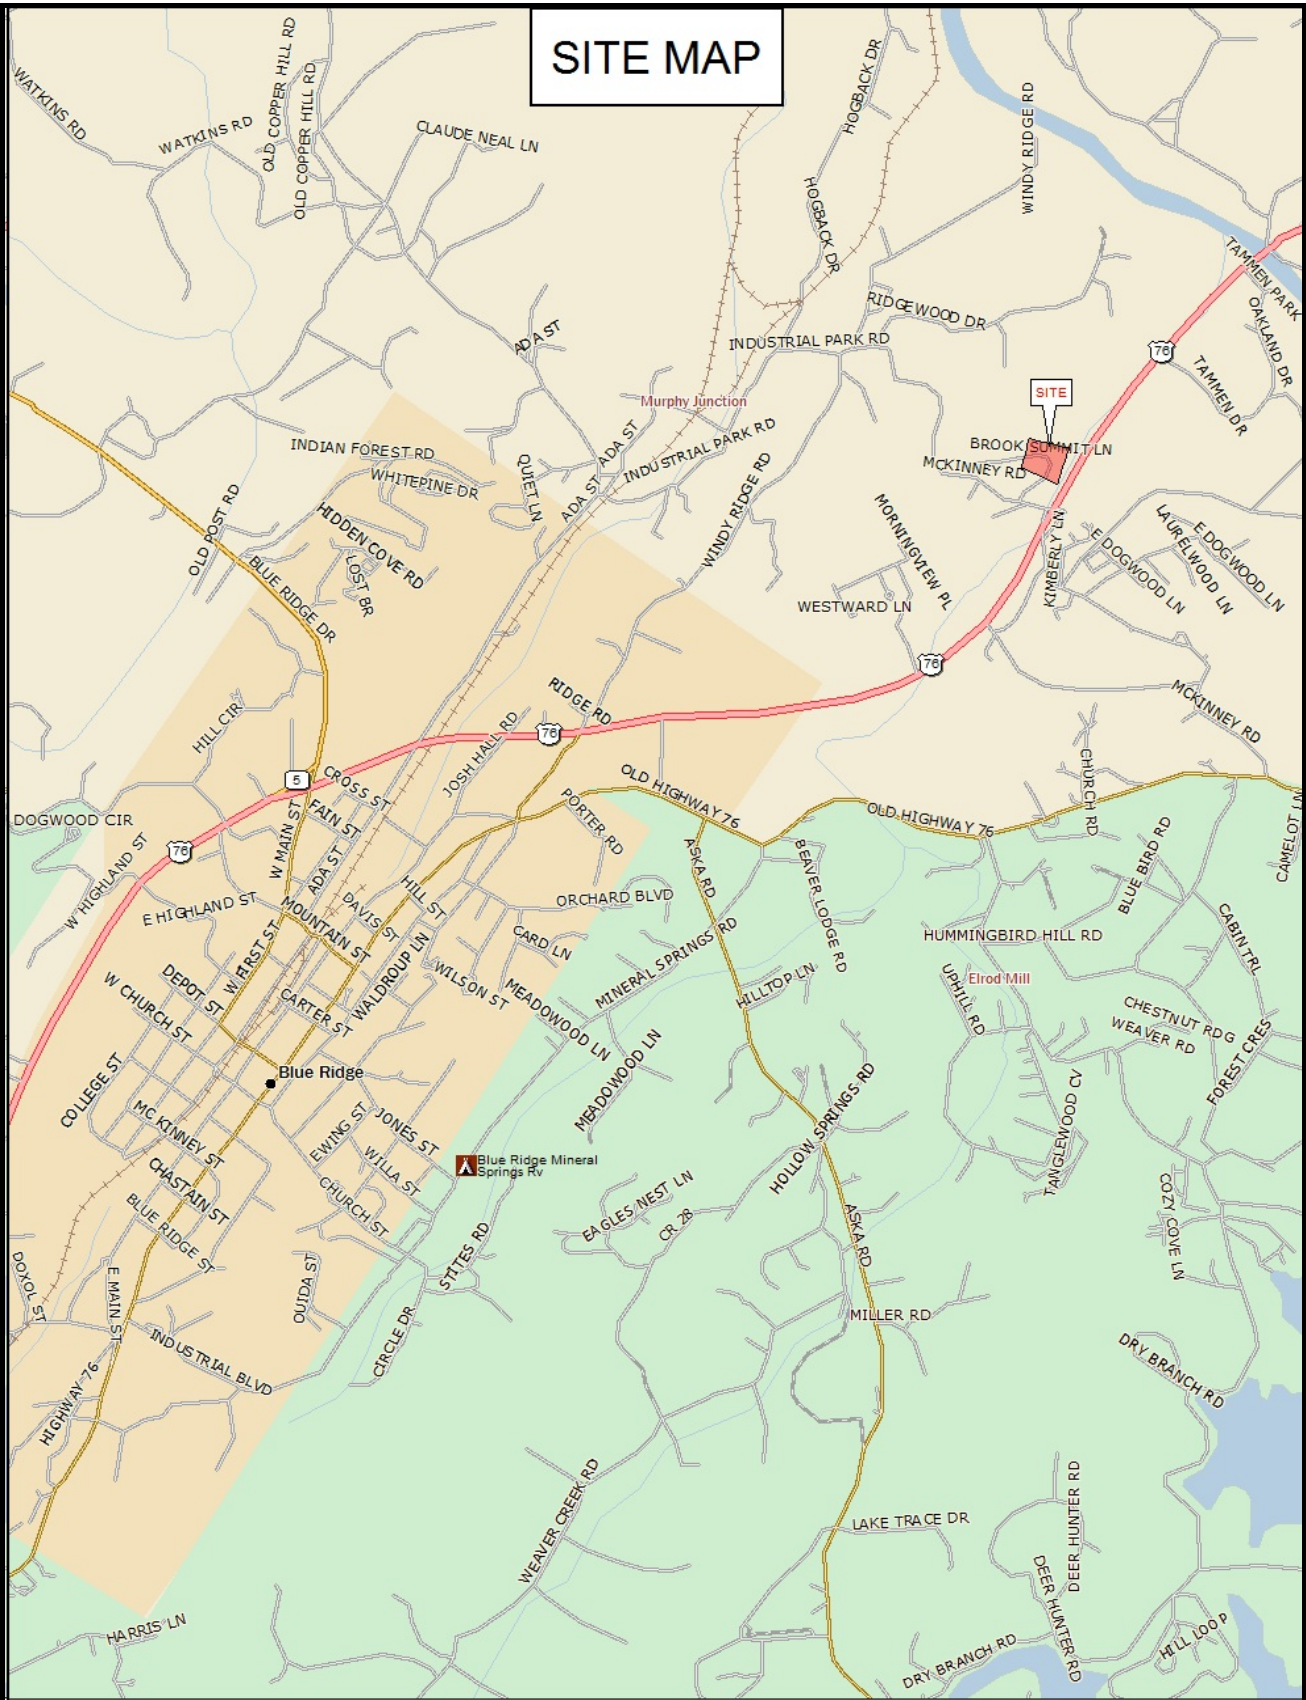 SITE MAP
WATKINS RD
WATKINS RD
OLD COPPER HILL RD
OLD COPPER HILL RD
CLAUDE NEAL LN
HOGBACK DR
HOGBACK DR
WINDY RIDGE RD
TAMMEN PARK
OAKLAND DR
RIDGEWOOD DR
INDUSTRIAL PARK RD
ADA ST
76
TAMMEN DR
SITE
Murphy Junction
BROOK SUMMIT LN
MCKINNEY RD
INDIAN FOREST RD
WHITEPINE DR
QUIET LN
ADA ST
ADA ST
INDUSTRIAL PARK RD
WINDY RIDGE RD
OLD POST RD
HIDDEN COVE RD
LOST BR
BLUE RIDGE DR
MORNINGVIEW PL
WESTWARD LN
KIMBERLY LN
E DOGWOOD LN
LAURELWOOD LN
E DOGWOOD LN
76
MCKINNEY RD
HILL CIR
RIDGE RD
JOSH HALL RD
76
5
CROSS ST
FAIN ST
OLD HIGHWAY 76
OLD HIGHWAY 76
CHURCH RD
PORTER RD
DOGWOOD CIR
76
W MAIN ST
W HIGHLAND ST
E HIGHLAND ST
ADA ST
MOUNTAIN ST
DAVIS ST
HILL ST
ASKA RD
BEAVER LODGE RD
BLUE BIRD RD
CAMELOT LN
ORCHARD BLVD
CARD LN
HUMMINGBIRD HILL RD
CABIN TRL
W FIRST ST
DEPOT ST
W CHURCH ST
CARTER ST
WALDROUP LN
WILSON ST
MEADOWOOD LN
MINERAL SPRINGS RD
HILLTOP LN
UPHILL RD
Elrod Mill
CHESTNUT RDG
WEAVER RD
FOREST CRES
Blue Ridge
COLLEGE ST
MC KINNEY ST
MEADOWOOD LN
HOLLOW SPRINGS RD
TANGLEWOOD CV
EWING ST
JONES ST
WILLA ST
CHURCH ST
Blue Ridge Mineral
Springs Rv
CHASTAIN ST
BLUE RIDGE ST
EAGLES NEST LN
CR 28
ASKA RD
COZY COVE LN
STITES RD
DOXOL ST
E MAIN ST
OUIDA ST
CIRCLE DR
MILLER RD
DRY BRANCH RD
INDUSTRIAL BLVD
HIGHWAY 76
WEAVER CREEK RD
LAKE TRACE DR
DEER HUNTER RD
DEER HUNTER RD
HARRIS LN
DRY BRANCH RD
HILL LOOP